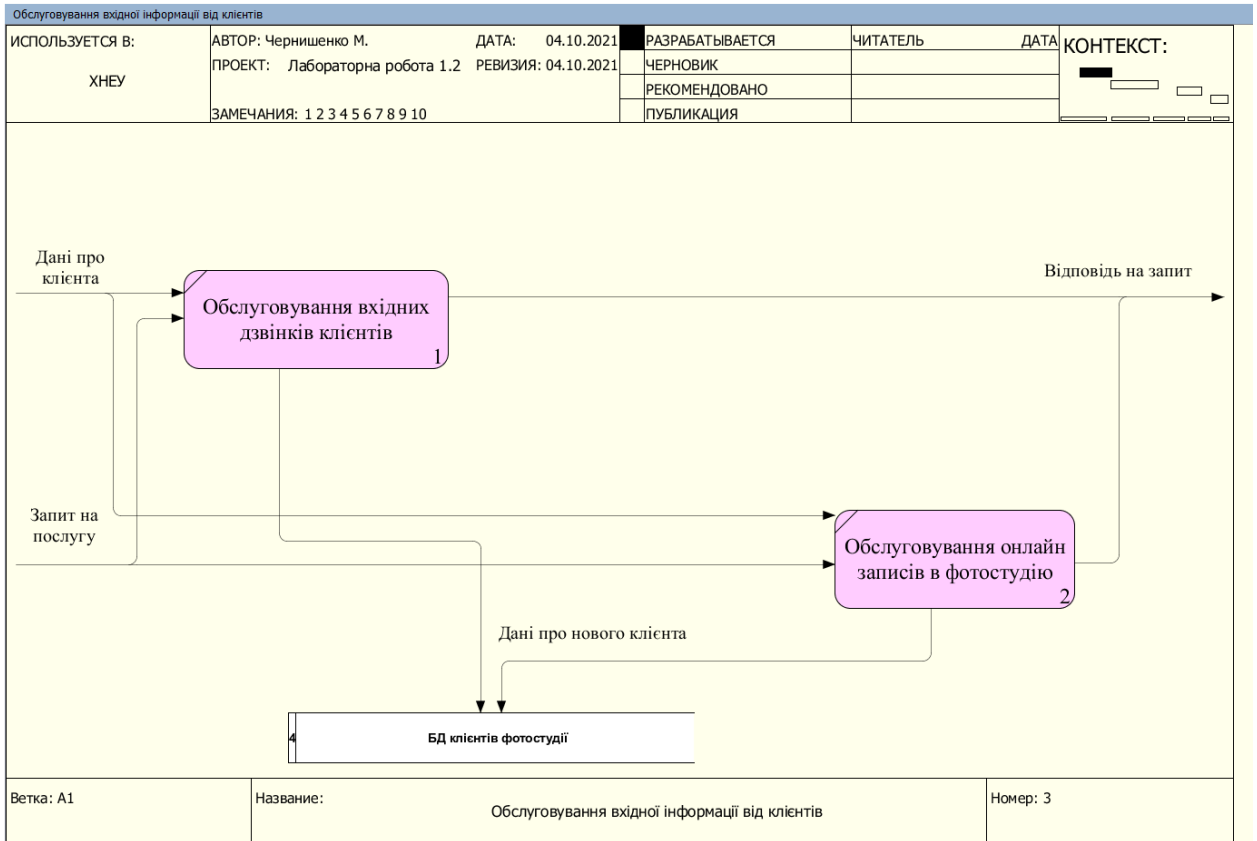 Обслуговування вхідної інформації від клієнтів
ИСПОЛЬЗУЕТСЯ В:
ХНЕУ
АВТОР: Чернишенко М.
ДАТА: 04.10.2021
ПРОЕКТ: Лабораторна робота 1.2
РЕВИЗИЯ: 04.10.2021
ЗАМЕЧАНИЯ: 1 2 3 4 5 6 7 8 9 10
РАЗРАБАТЫВАЕТСЯ
ЧЕРНОВИК
РЕКОМЕНДОВАНО
ПУБЛИКАЦИЯ
ЧИТАТЕЛЬ
ДАТА
КОНТЕКСТ:
Дані про
клієнта
Обслуговування вхідних
дзвінків клієнтів
1
Відповідь на запит
Запит на
послугу
Обслуговування онлайн
записів в фотостудію
2
Дані про нового клієнта
4
БД клієнтів фотостудії
Ветка: A1
Название:
Обслуговування вхідної інформації від клієнтів
Номер: 3